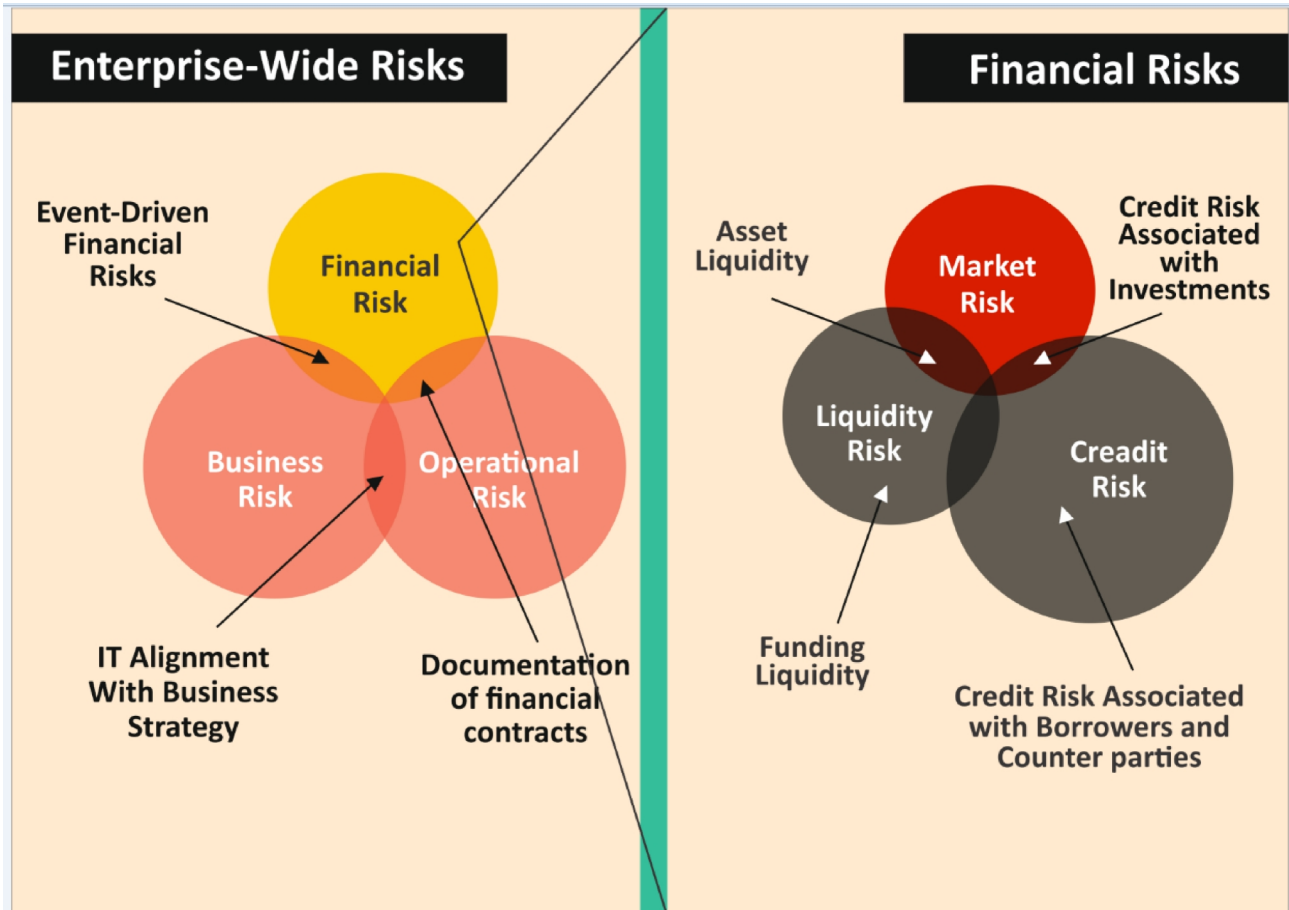 Enterprise-Wide Risks
Event-Driven
Financial
Risks
Financial
Risk
Business
Risk
Operational
Risk
IT Alignment
With Business
Strategy
Documentation
of financial
contracts
Financial Risks
Asset
Liquidity
Market
Risk
Credit Risk
Associated
with
Investments
Liquidity
Risk
Creadit
Risk
Funding
Liquidity
Credit Risk Associated
with Borrowers and
Counter parties